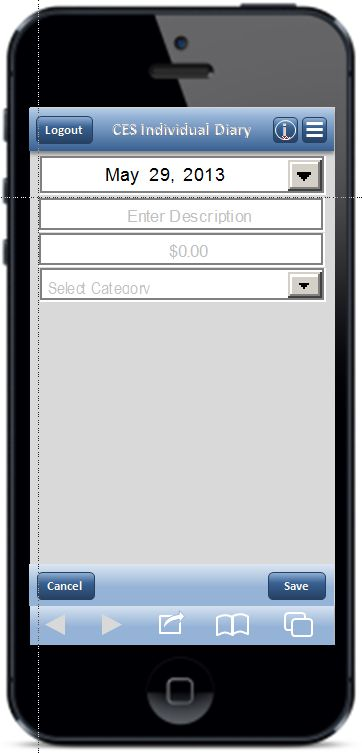 Logout CES Individual Diary i
May 29, 2013
Enter Description
$0.00
Select Category
Cancel Save